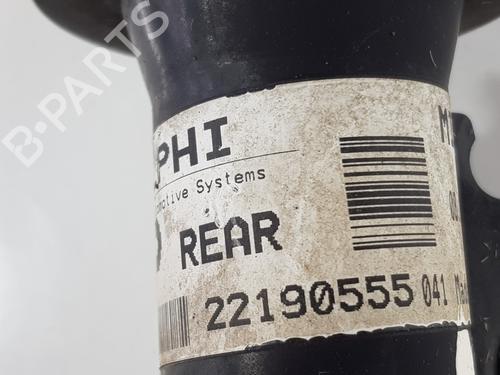 B-PARTS
PHI
motive Systems
REAR
22190555 041